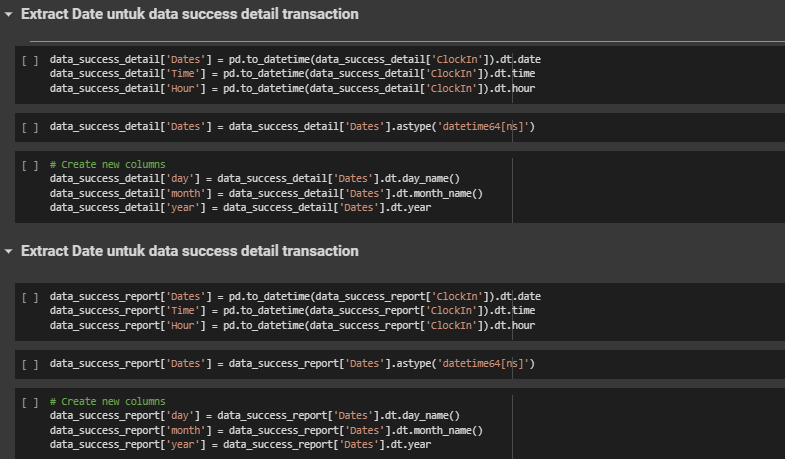 Extract Date untuk data success detail transaction
[ ] data_success_detail['Dates'] = pd.to_datetime(data_success_detail['ClockIn']).dt.date
data_success_detail['Time'] = pd.to_datetime(data_success_detail['ClockIn']).dt.time
data_success_detail['Hour'] = pd.to_datetime(data_success_detail['ClockIn']).dt.hour
[ ] data_success_detail['Dates'] = data_success_detail['Dates'].astype('datetime64[ns]')
[ ] # Create new columns
data_success_detail['day'] = data_success_detail['Dates'].dt.day_name()
data_success_detail['month'] = data_success_detail['Dates'].dt.month_name()
data_success_detail['year'] = data_success_detail['Dates'].dt.year
Extract Date untuk data success detail transaction
[ ] data_success_report['Dates'] = pd.to_datetime(data_success_report['ClockIn']).dt.date
data_success_report['Time'] = pd.to_datetime(data_success_report['ClockIn']).dt.time
data_success_report['Hour'] = pd.to_datetime(data_success_report['ClockIn']).dt.hour
[ ] data_success_report['Dates'] = data_success_report['Dates'].astype('datetime64[ns]')
[ ] # Create new columns
data_success_report['day'] = data_success_report['Dates'].dt.day_name()
data_success_report['month'] = data_success_report['Dates'].dt.month_name()
data_success_report['year'] = data_success_report['Dates'].dt.year